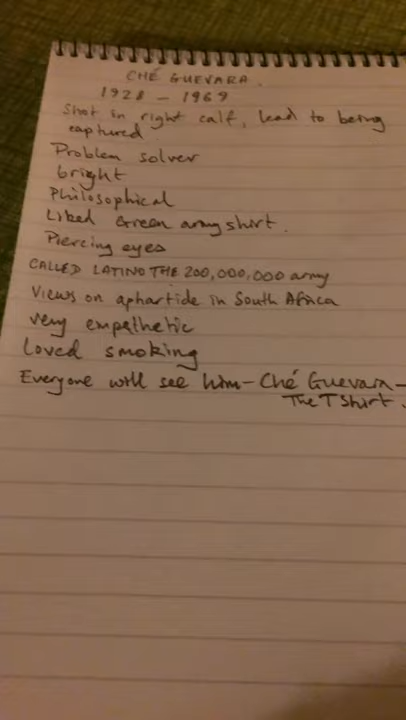 CHÉ GUEVARA.
1928 - 1969
Shot in right calf, lead to being
captured
Problem solver
bright
Philosophical
Liked Green army shirt.
Piercing eyes
CALLED LATINO THE 200,000,000 army
Views on aphartide in South Africa
very empathetic
Loved smoking
Everyone will see him - Ché Guevara -
The T Shirt.